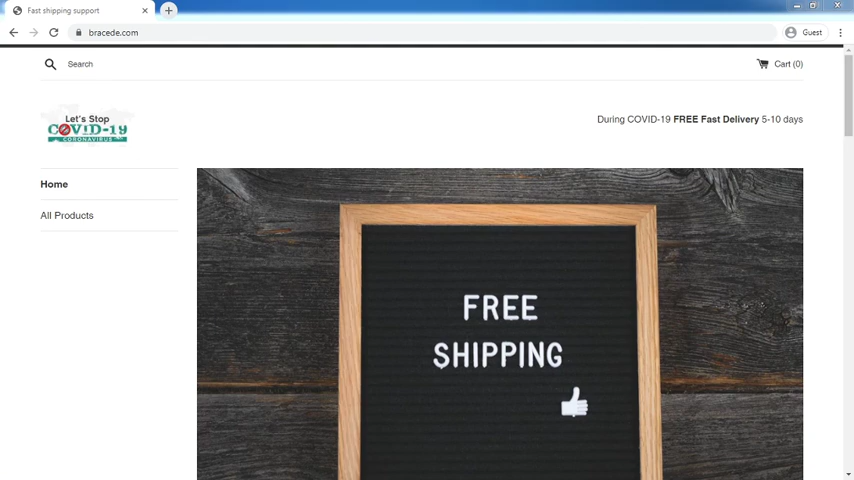 Fast shipping support
bracede.com
Guest
Search
Cart (0)
Let's Stop
COVID-19
CORONAVIRUS
During COVID-19 FREE Fast Delivery 5-10 days
Home
All Products
FREE
SHIPPING